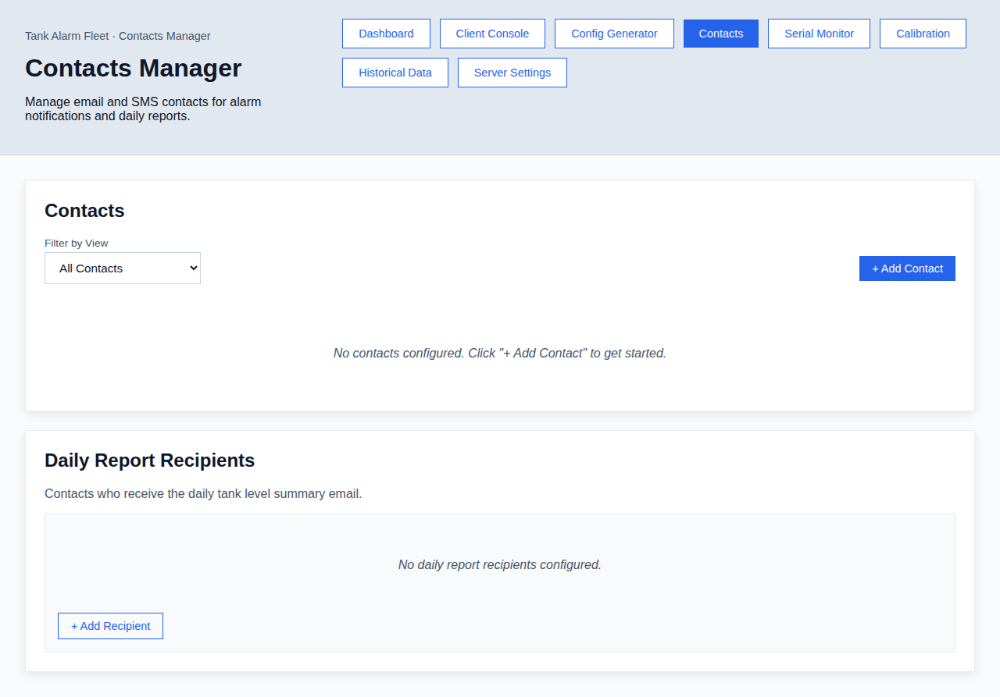 Tank Alarm Fleet · Contacts Manager
Contacts Manager
Manage email and SMS contacts for alarm
notifications and daily reports.
Dashboard
Client Console
Config Generator
Contacts
Serial Monitor
Calibration
Historical Data
Server Settings
Contacts
Filter by View
All Contacts
+ Add Contact
No contacts configured. Click "+ Add Contact" to get started.
Daily Report Recipients
Contacts who receive the daily tank level summary email.
No daily report recipients configured.
+ Add Recipient